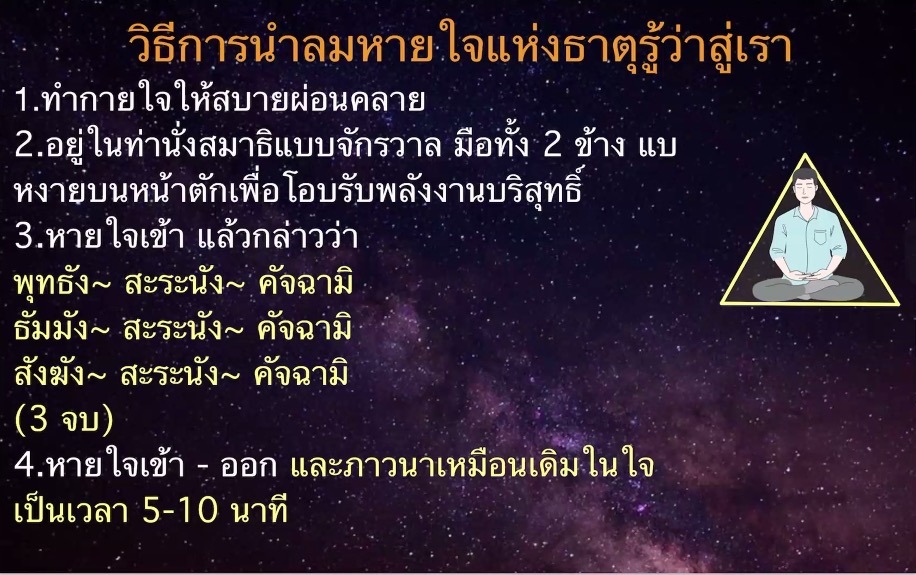 วิธีการนำลมหายใจแห่งธาตุรู้ว่าสู่เรา
1.ทำกายใจให้สบายผ่อนคลาย
2.อยู่ในท่านั่งสมาธิแบบจักรวาล มือทั้ง 2 ข้าง แบ
หงายบนหน้าตักเพื่อโอบรับพลังงานบริสุทธิ์
3.หายใจเข้า แล้วกล่าวว่า
พุทธัง~ สะระนัง~ คัจฉามิ
ธัมมัง~ สะระนัง~ คัจฉามิ
สังฆัง~ สะระนัง~ คัจฉามิ
(3 จบ)
4.หายใจเข้า - ออก และภาวนาเหมือนเดิมในใจ
เป็นเวลา 5-10 นาที